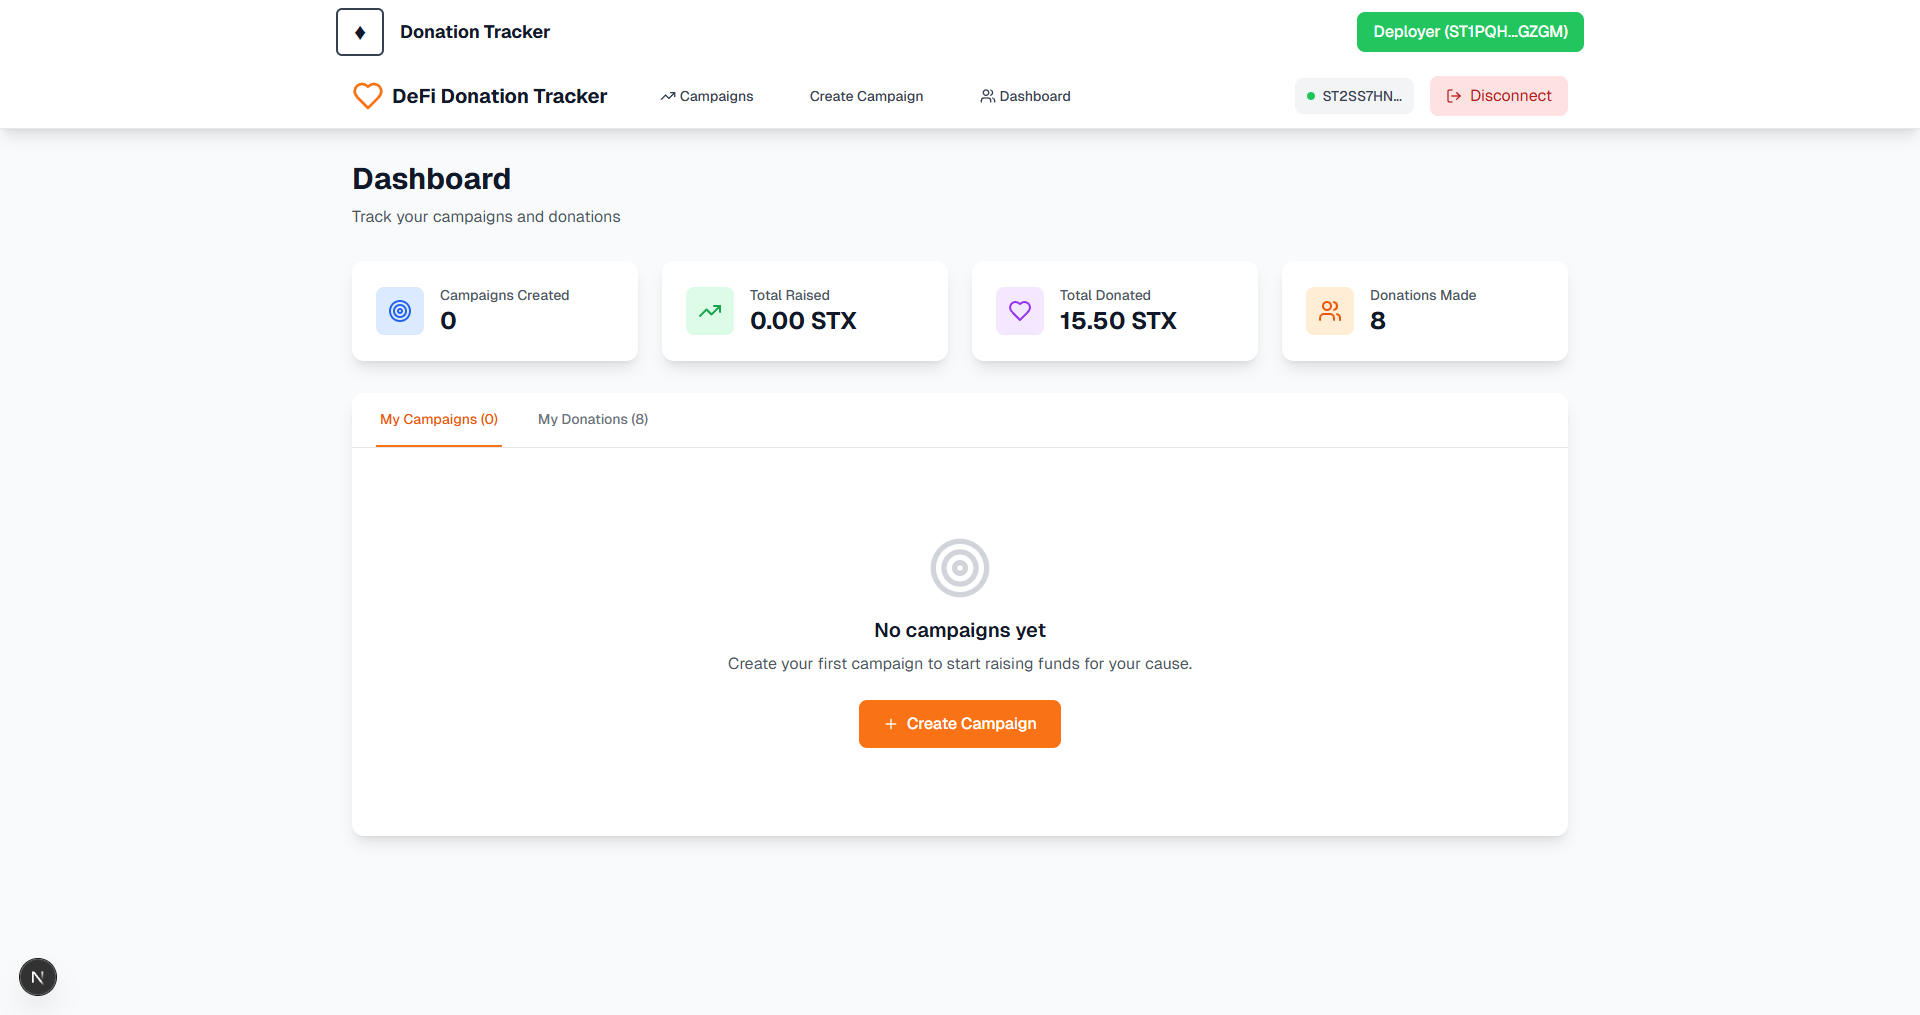 Donation Tracker
Deployer (ST1PQH...GZGM)
DeFi Donation Tracker
Campaigns
Create Campaign
Dashboard
ST2SS7HN...
Disconnect
Dashboard
Track your campaigns and donations
Campaigns Created
0
Total Raised
0.00 STX
Total Donated
15.50 STX
Donations Made
8
My Campaigns (0)
My Donations (8)
No campaigns yet
Create your first campaign to start raising funds for your cause.
+ Create Campaign
N